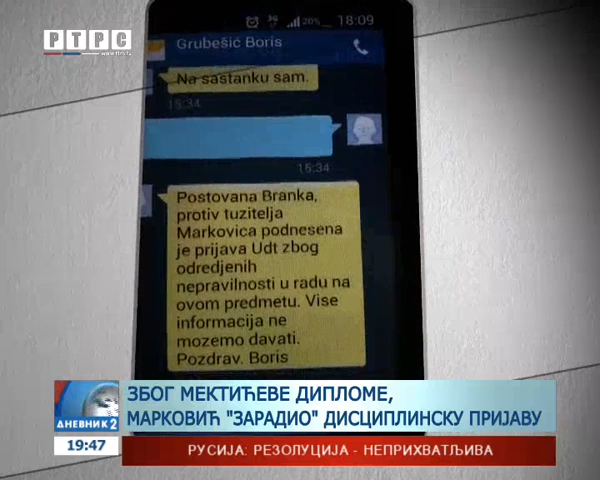 РТРС
www.rtrs.tv
3G 20% 18:09
Grubešić Boris
Na sastanku sam.
15:34
15:34
Postovana Branka,
protiv tuzitelja
Markovica podnesena
je prijava Udt zbog
odredjenih
nepravilnosti u radu na
ovom predmetu. Vise
informacija ne
mozemo davati.
Pozdrav. Boris
ЗБОГ МЕКТИЋЕВЕ ДИПЛОМЕ,
МАРКОВИЋ "ЗАРАДИО" ДИСЦИПЛИНСКУ ПРИЈАВУ
ДНЕВНИК 2
19:47
РУСИЈА: РЕЗОЛУЦИЈА - НЕПРИХВАТЉИВА